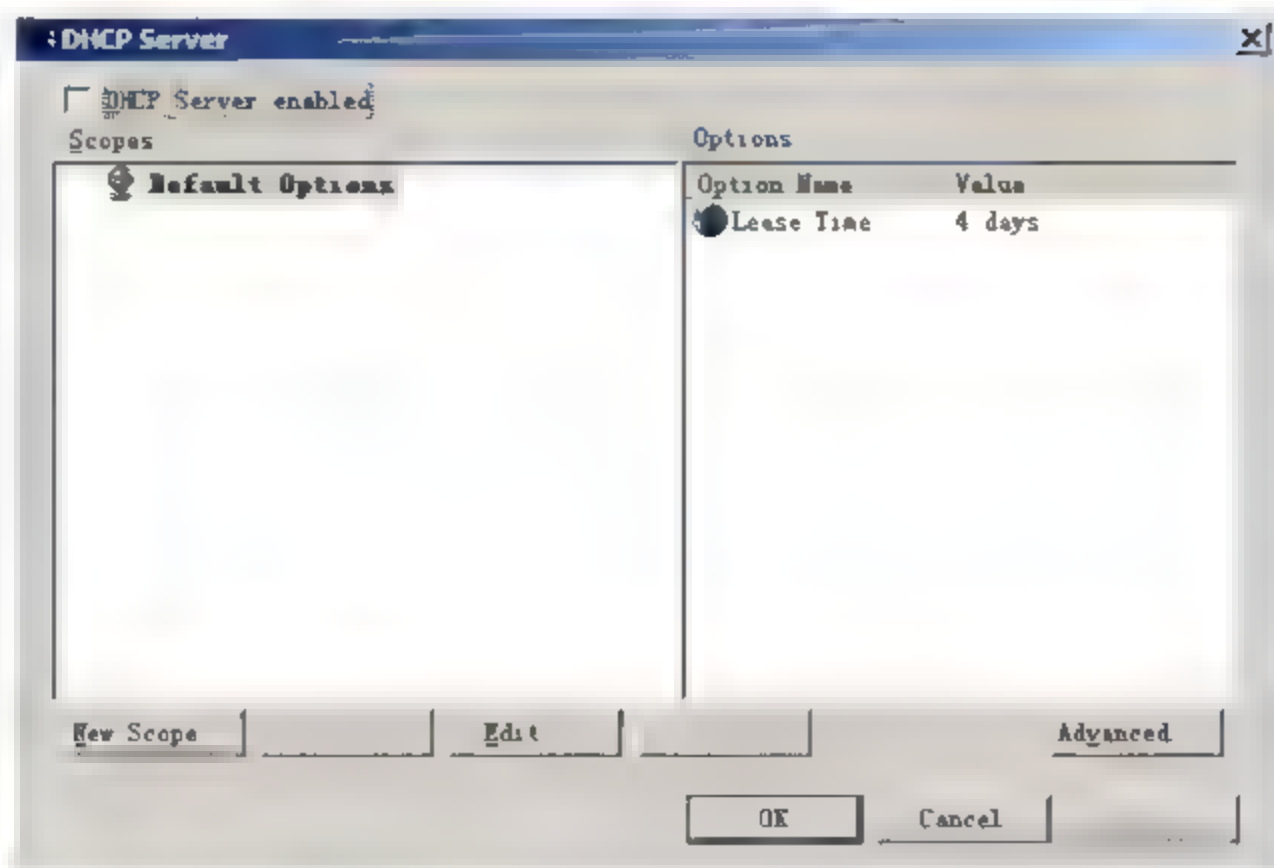 DHCP Server
DHCP Server enabled
Scopes
Options
Default Options
Option Name Value
Lease Time 4 days
New Scope
Edit
Advanced
OK
Cancel